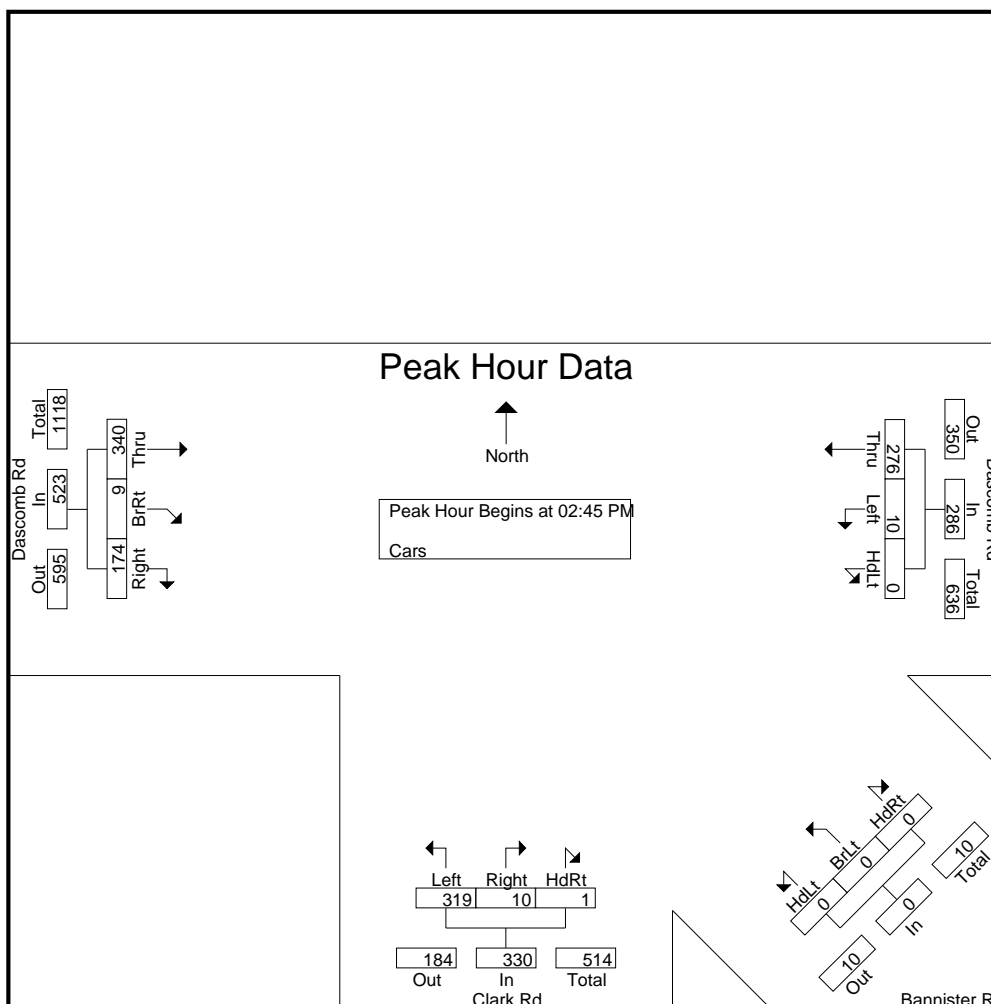 Peak Hour Data
North
Peak Hour Begins at 02:45 PM
Cars
Dascomb Rd
Total
1118
In
523
Out
595
340
Thru
9
BrRt
174
Right
Out
350
In
286
Total
636
276
Thru
10
Left
0
HdLt
Left
Right
HdRt
319
10
1
184
330
514
Out
In
Total
Clark Rd
HdRt
0
BrLt
0
HdLt
0
10
Total
0
In
10
Out
Bannister R